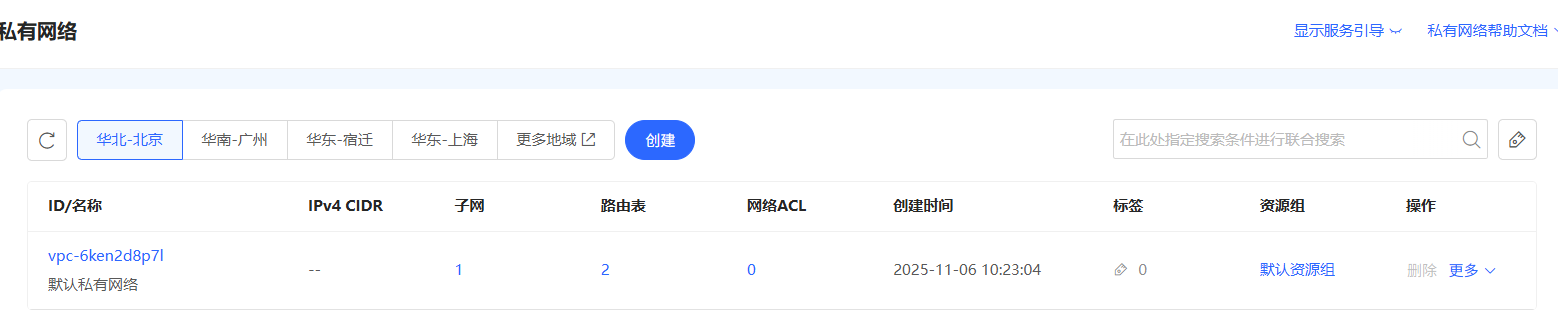 私有网络
显示服务引导 私有网络帮助文档
华北-北京 华南-广州 华东-宿迁 华东-上海 更多地域 创建 在此处指定搜索条件进行联合搜索
ID/名称 IPv4 CIDR 子网 路由表 网络ACL 创建时间 标签 资源组 操作
vpc-6ken2d8p7l
默认私有网络 -- 1 2 0 2025-11-06 10:23:04 0 默认资源组 删除 更多